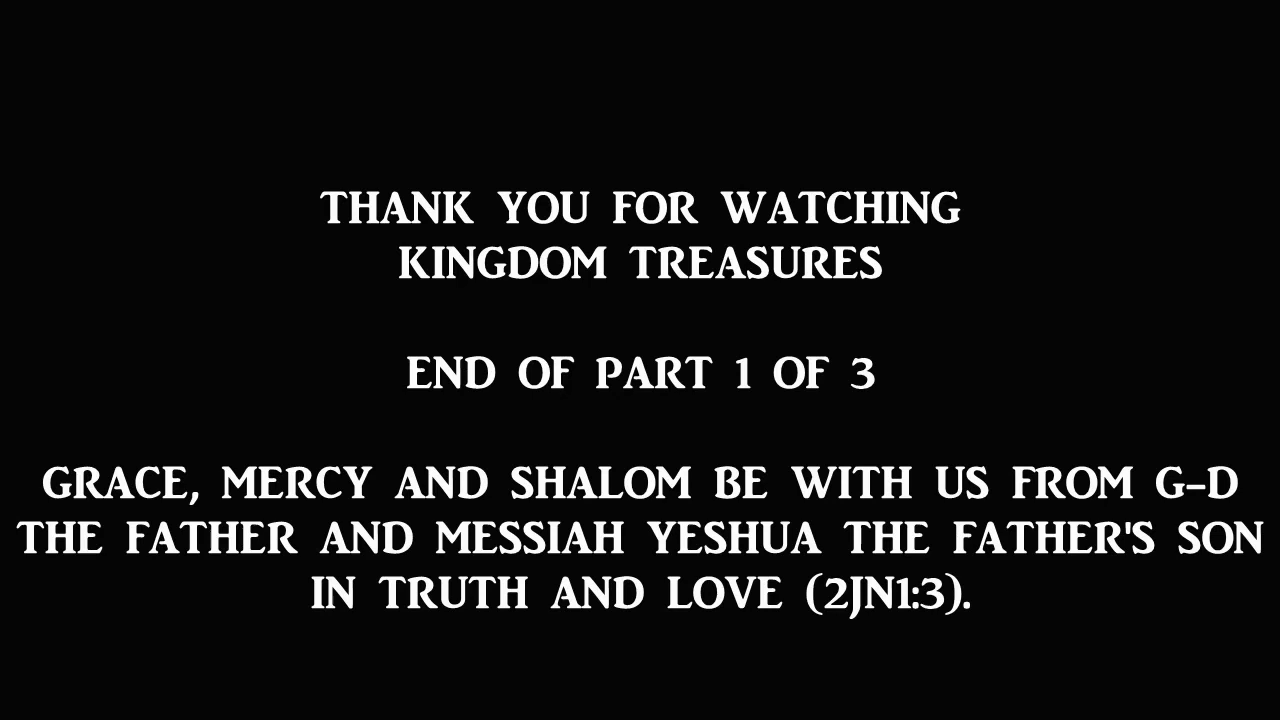 THANK YOU FOR WATCHING
KINGDOM TREASURES
END OF PART 1 OF 3
GRACE, MERCY AND SHALOM BE WITH US FROM G-D
THE FATHER AND MESSIAH YESHUA THE FATHER'S SON
IN TRUTH AND LOVE (2JN1:3).